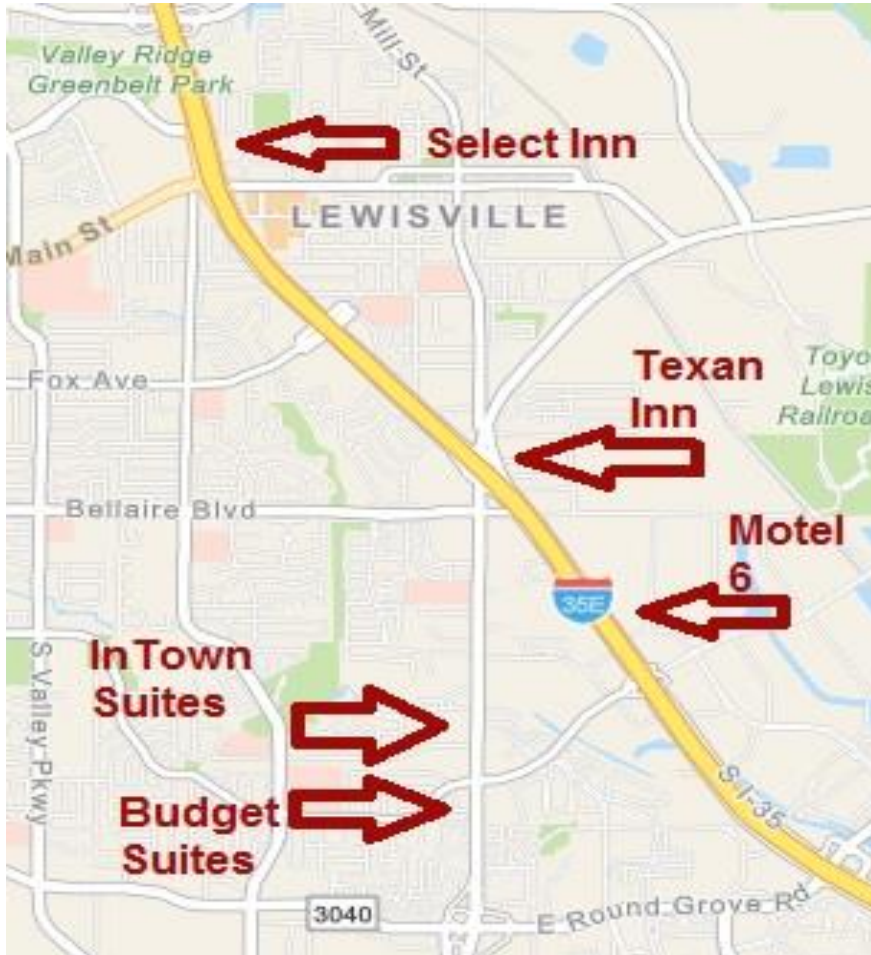 Valley Ridge
Greenbelt Park
Mill St
Select Inn
LEWISVILLE
Main St
Texan
Inn
Toyo
Lewis
Railroa
Fox Ave
Bellaire Blvd
Motel
6
35E
In Town
Suites
S Valley Pkwy
S I-35
Budget
Suites
3040
E Round Grove Rd